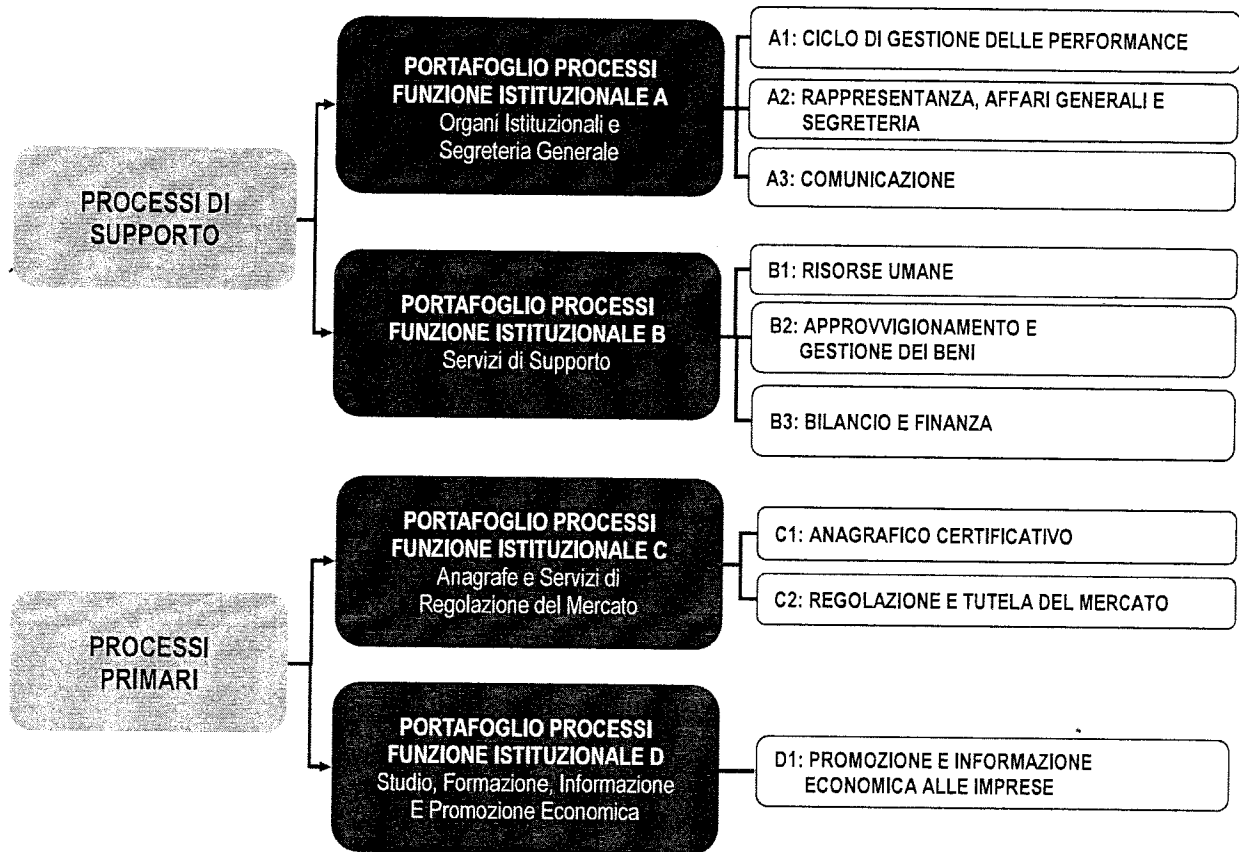 PROCESSI DI
SUPPORTO
PORTAFOGLIO PROCESSI
FUNZIONE ISTITUZIONALE A
Organi Istituzionali e
Segreteria Generale
A1: CICLO DI GESTIONE DELLE PERFORMANCE
A2: RAPPRESENTANZA, AFFARI GENERALI E
SEGRETERIA
A3: COMUNICAZIONE
PORTAFOGLIO PROCESSI
FUNZIONE ISTITUZIONALE B
Servizi di Supporto
B1: RISORSE UMANE
B2: APPROVVIGIONAMENTO E
GESTIONE DEI BENI
B3: BILANCIO E FINANZA
PROCESSI
PRIMARI
PORTAFOGLIO PROCESSI
FUNZIONE ISTITUZIONALE C
Anagrafe e Servizi di
Regolazione del Mercato
C1: ANAGRAFICO CERTIFICATIVO
C2: REGOLAZIONE E TUTELA DEL MERCATO
PORTAFOGLIO PROCESSI
FUNZIONE ISTITUZIONALE D
Studio, Formazione, Informazione
E Promozione Economica
D1: PROMOZIONE E INFORMAZIONE
ECONOMICA ALLE IMPRESE